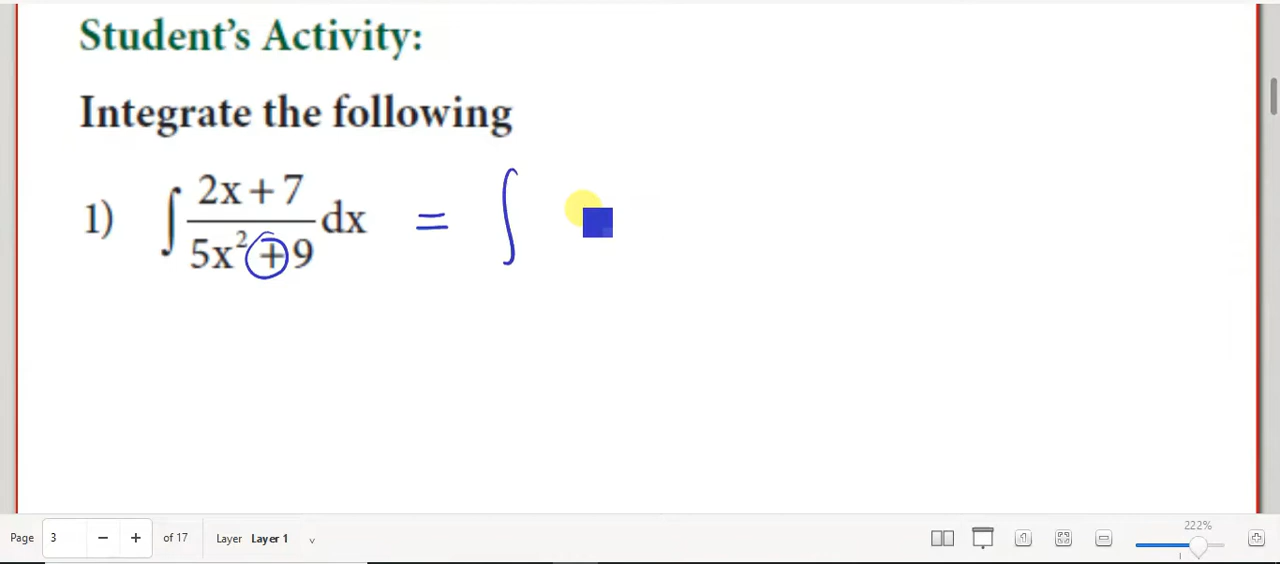 Student's Activity:
Integrate the following
1) ∫ (2x+7)/(5x²+9) dx = ∫
Page 3 − + of 17 Layer Layer 1 222%